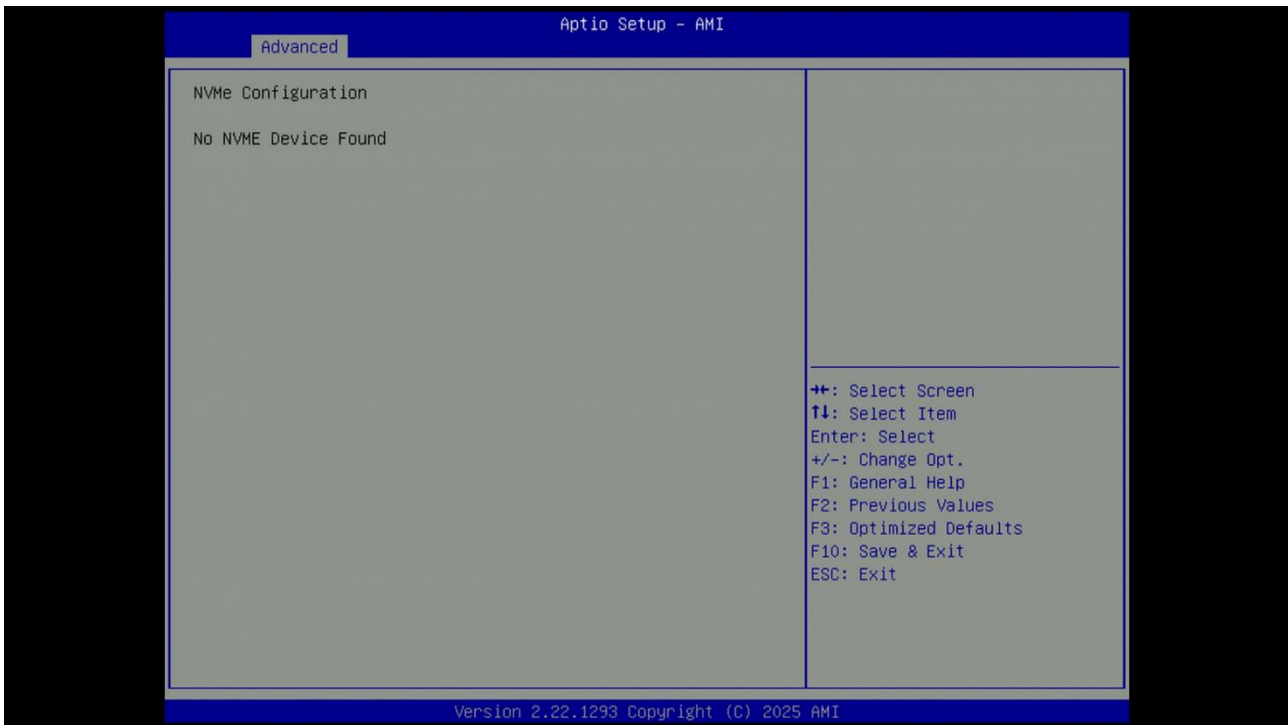 Aptio Setup - AMI
Advanced
NVMe Configuration
No NVME Device Found
→←: Select Screen
↑↓: Select Item
Enter: Select
+/-: Change Opt.
F1: General Help
F2: Previous Values
F3: Optimized Defaults
F10: Save & Exit
ESC: Exit
Version 2.22.1293 Copyright (C) 2025 AMI